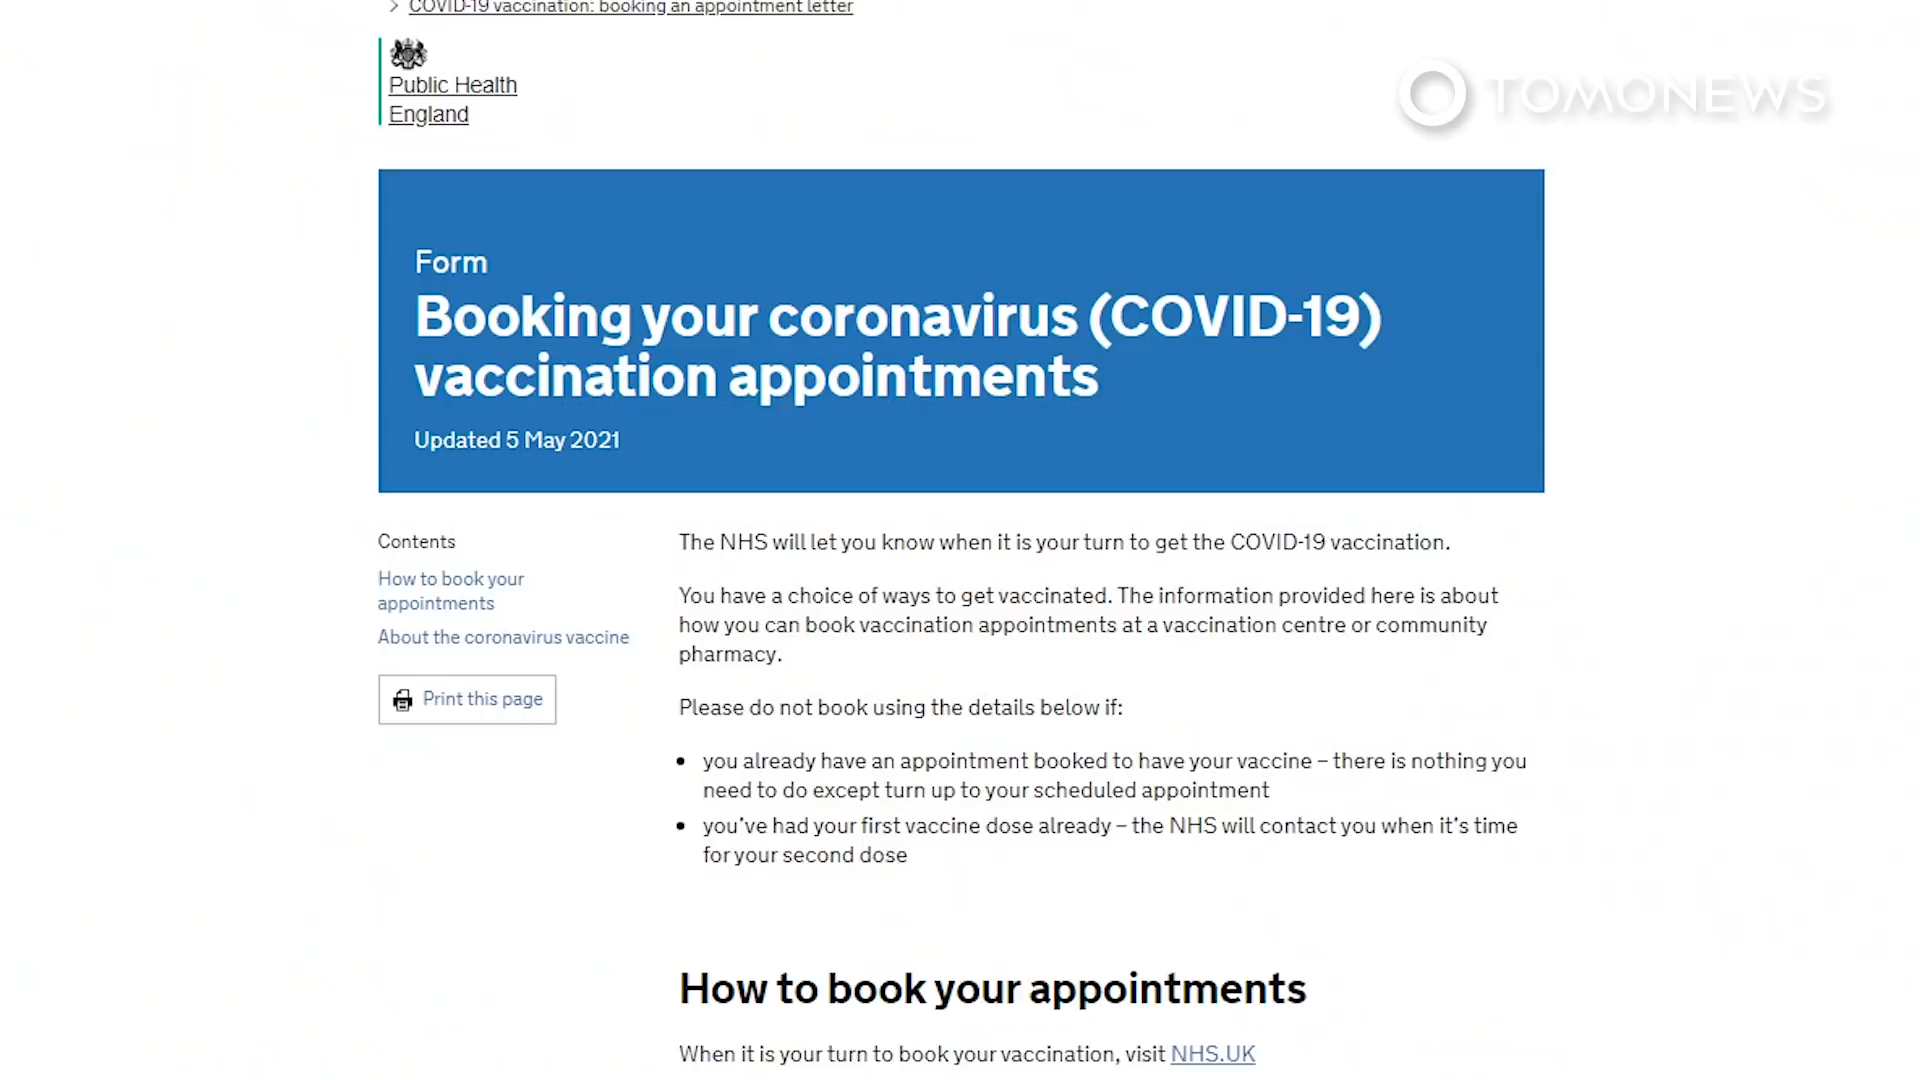 COVID-19 vaccination: booking an appointment letter
Public Health
England
TOMONEWS
Form
Booking your coronavirus (COVID-19)
vaccination appointments
Updated 5 May 2021
Contents
How to book your
appointments
About the coronavirus vaccine
Print this page
The NHS will let you know when it is your turn to get the COVID-19 vaccination.
You have a choice of ways to get vaccinated. The information provided here is about
how you can book vaccination appointments at a vaccination centre or community
pharmacy.
Please do not book using the details below if:
• you already have an appointment booked to have your vaccine – there is nothing you
need to do except turn up to your scheduled appointment
• you’ve had your first vaccine dose already – the NHS will contact you when it’s time
for your second dose
How to book your appointments
When it is your turn to book your vaccination, visit NHS.UK